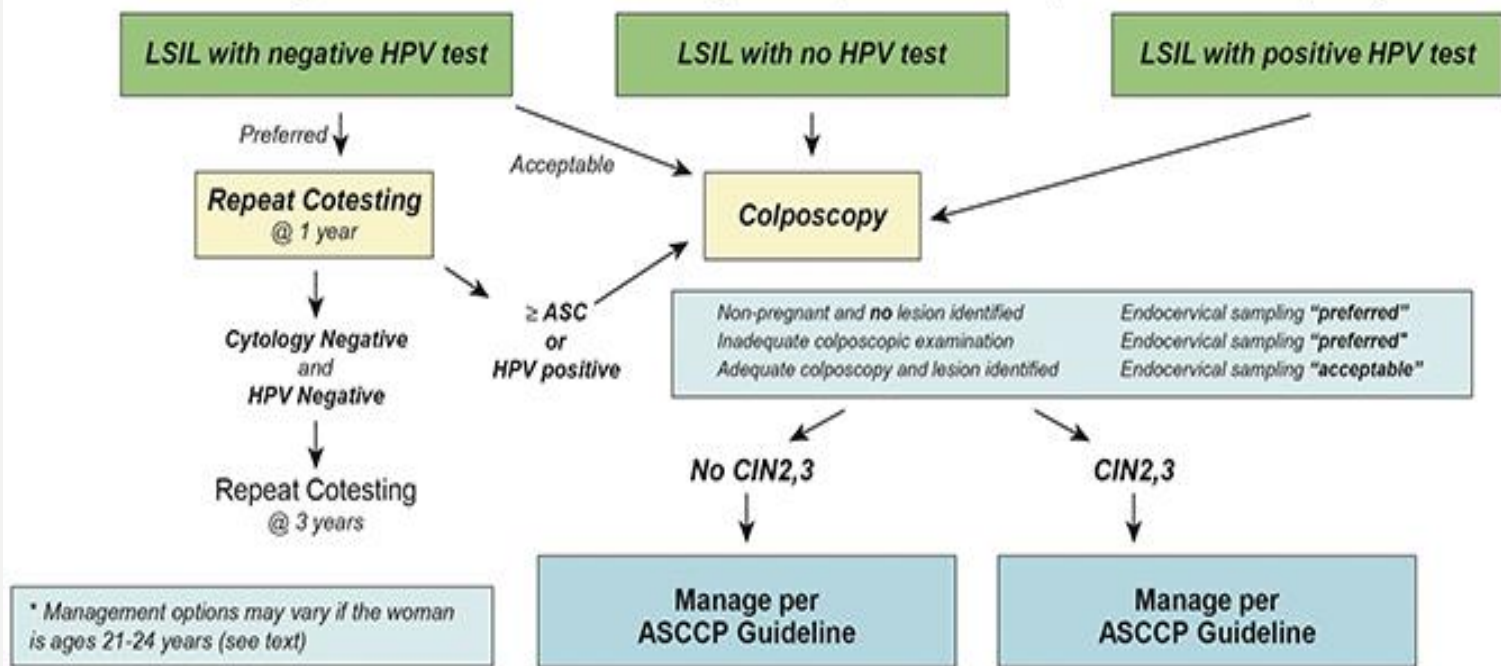 LSIL with negative HPV test
LSIL with no HPV test
LSIL with positive HPV test
Preferred
Acceptable
Repeat Cotesting
@ 1 year
Colposcopy
≥ ASC
or
HPV positive
Cytology Negative
and
HPV Negative
Non-pregnant and no lesion identified Endocervical sampling “preferred”
Inadequate colposcopic examination Endocervical sampling “preferred"
Adequate colposcopy and lesion identified Endocervical sampling “acceptable”
Repeat Cotesting
@ 3 years
No CIN2,3
CIN2,3
Manage per
ASCCP Guideline
Manage per
ASCCP Guideline
* Management options may vary if the woman
is ages 21-24 years (see text)